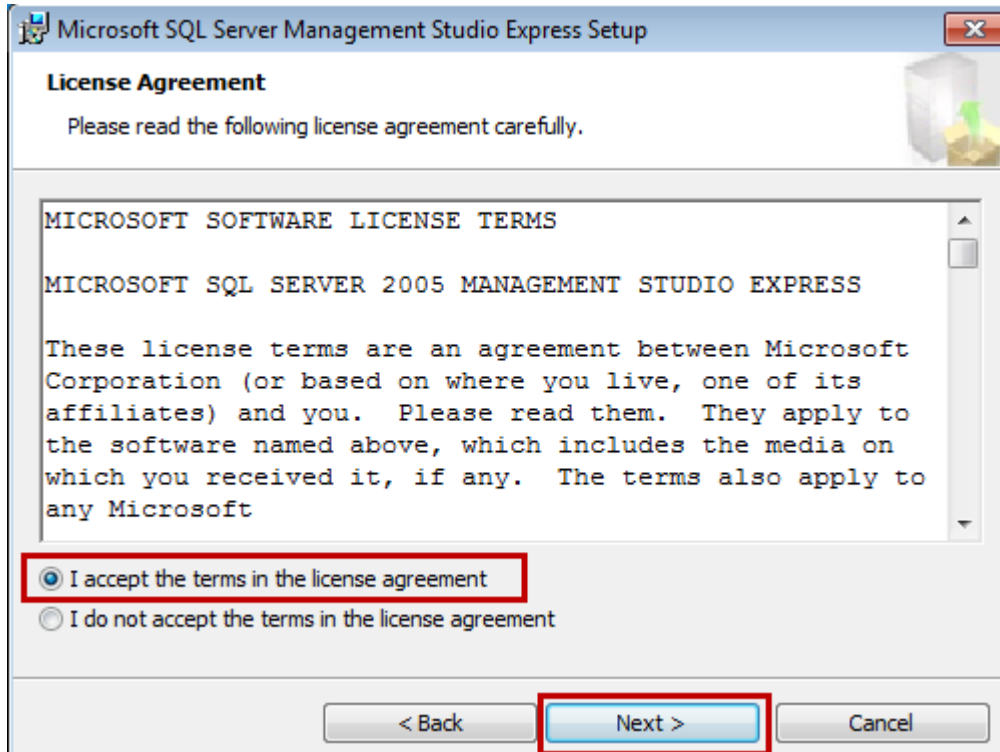 Microsoft SQL Server Management Studio Express Setup
License Agreement
Please read the following license agreement carefully.
MICROSOFT SOFTWARE LICENSE TERMS
MICROSOFT SQL SERVER 2005 MANAGEMENT STUDIO EXPRESS
These license terms are an agreement between Microsoft
Corporation (or based on where you live, one of its
affiliates) and you.  Please read them.  They apply to
the software named above, which includes the media on
which you received it, if any.  The terms also apply to
any Microsoft
I accept the terms in the license agreement
I do not accept the terms in the license agreement
< Back
Next >
Cancel